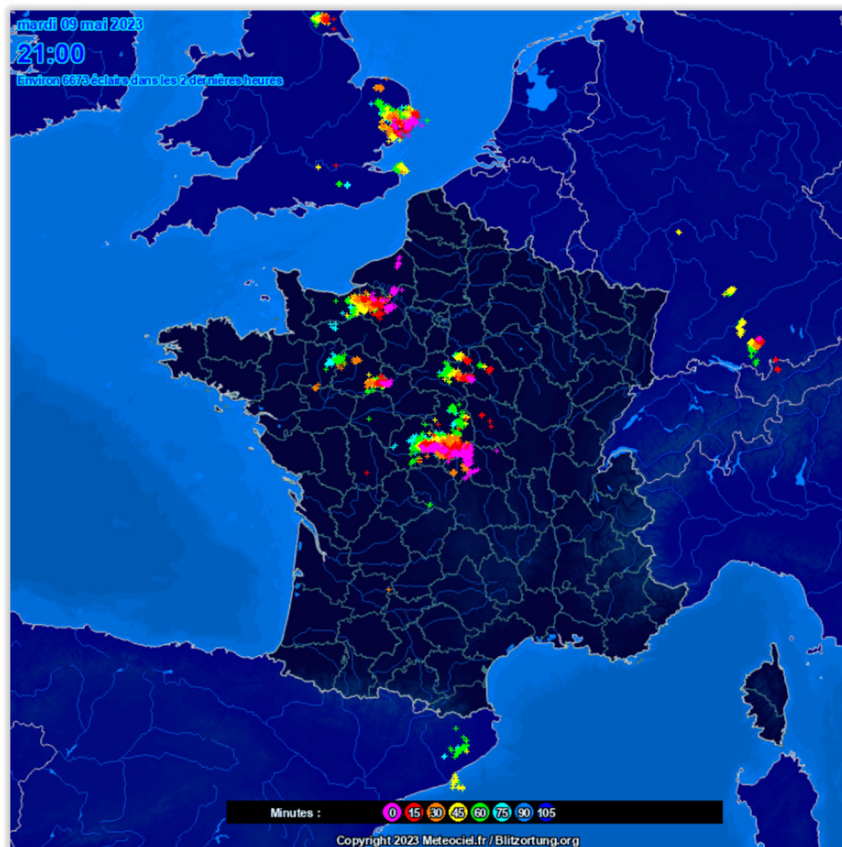 mardi 09 mai 2023
21:00
Environ 6673 éclairs dans les 2 dernières heures
Minutes : 0 15 30 45 60 75 90 105
Copyright 2023 Meteociel.fr / Blitzortung.org